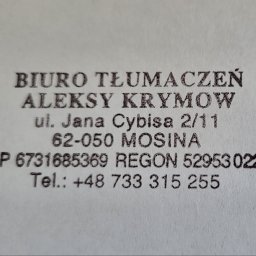 BIURO TŁUMACZEŃ
ALEKSY KRYMOW
ul. Jana Cybisa 2/11
62-050 MOSINA
P 6731685369 REGON 52953022
Tel.: +48 733 315 255